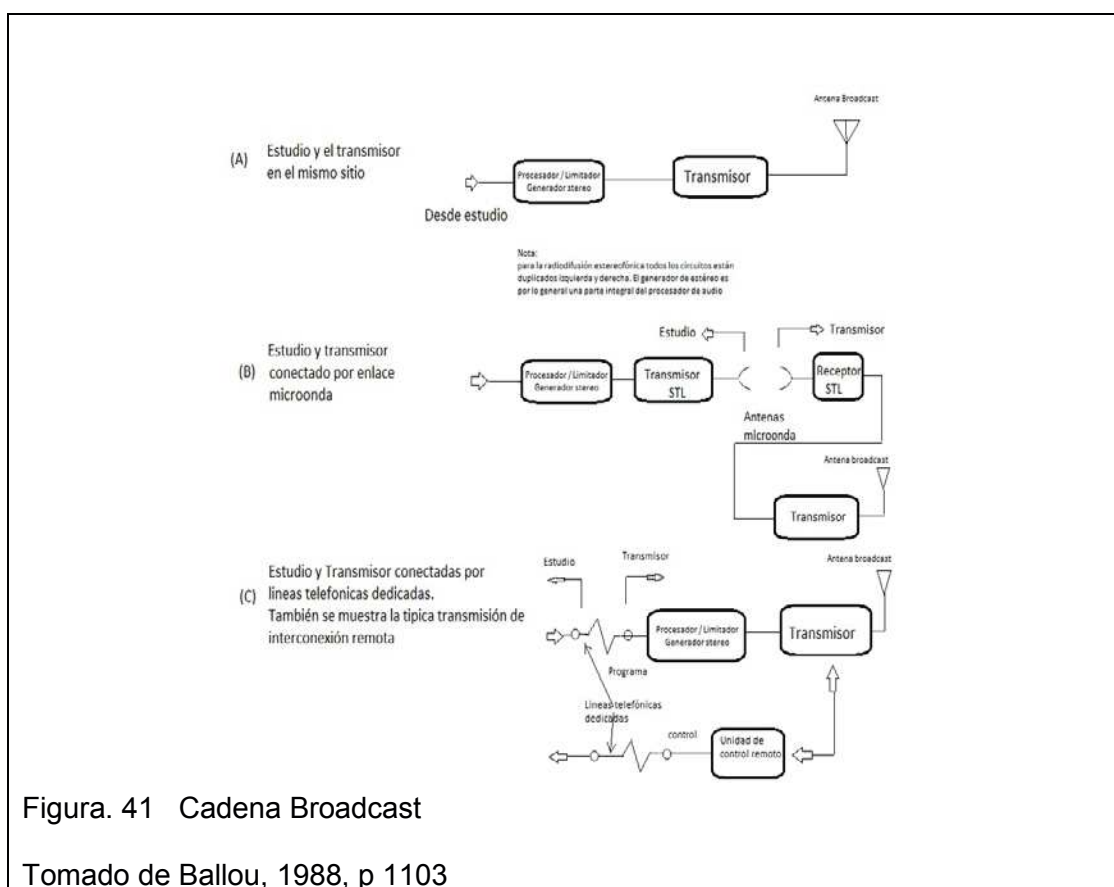 Antena Broadcast
(A) Estudio y el transmisor
en el mismo sitio
Procesador / Limitador
Generador stereo
Transmisor
Desde estudio
Nota:
para la radiodifusión estereofónica todos los circuitos están
duplicados izquierda y derecha. El generador de estéreo es
por lo general una parte integral del procesador de audio
Estudio
Transmisor
(B) Estudio y transmisor
conectado por enlace
microonda
Procesador / Limitador
Generador stereo
Transmisor
STL
Receptor
STL
Antenas
microonda
Antena broadcast
Transmisor
(C) Estudio y Transmisor conectadas por
lineas telefonicas dedicadas.
También se muestra la tipica transmisión de
interconexión remota
Estudio
Transmisor
Antena broadcast
Procesador / Limitador
Generador stereo
Transmisor
Programa
Lineas telefónicas
dedicadas
control
Unidad de
control remoto
Figura. 41 Cadena Broadcast
Tomado de Ballou, 1988, p 1103